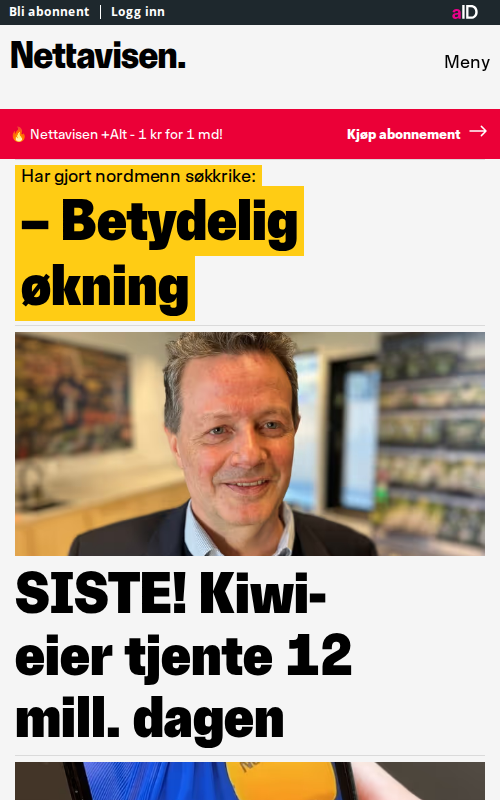 Bli abonnent Logg inn
aID
Nettavisen.
Meny
Nettavisen +Alt - 1 kr for 1 md!
Kjøp abonnement →
Har gjort nordmenn søkkrike:
– Betydelig
økning
SISTE! Kiwi-
eier tjente 12
mill. dagen